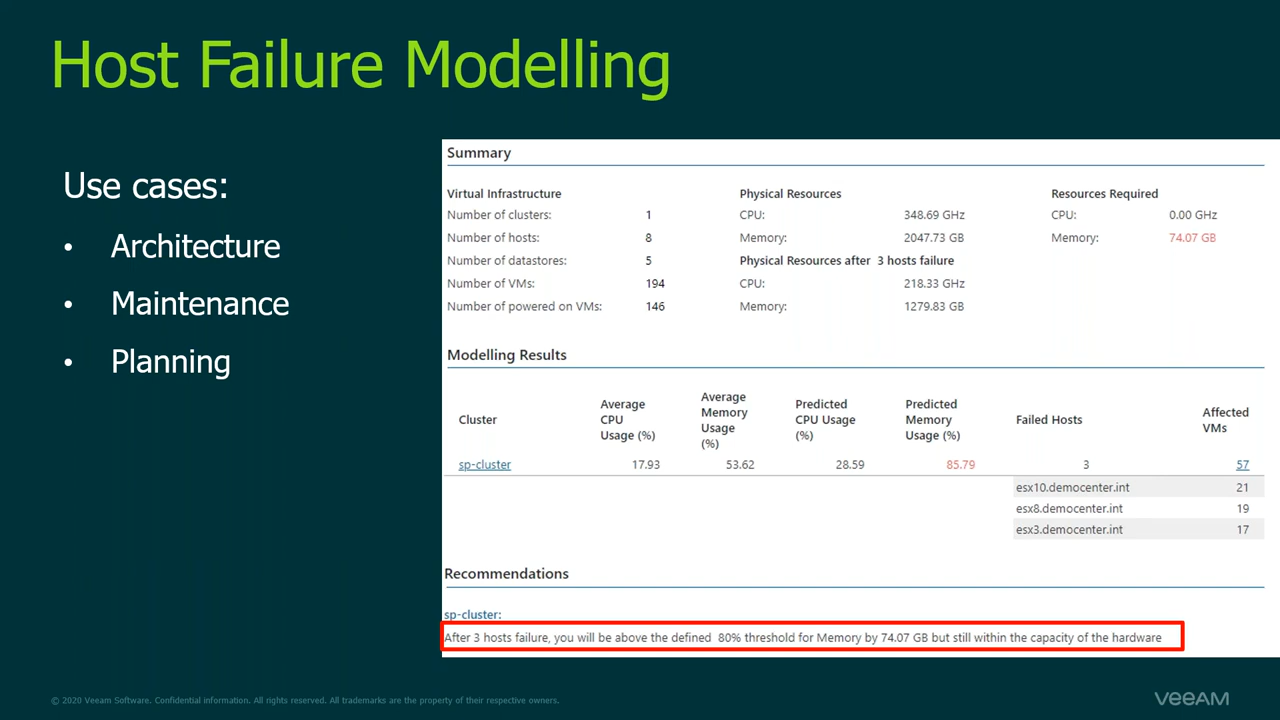 Host Failure Modelling
Use cases:
• Architecture
• Maintenance
• Planning
Summary
Virtual Infrastructure Physical Resources Resources Required
Number of clusters: 1 CPU: 348.69 GHz CPU: 0.00 GHz
Number of hosts: 8 Memory: 2047.73 GB Memory: 74.07 GB
Number of datastores: 5 Physical Resources after 3 hosts failure
Number of VMs: 194 CPU: 218.33 GHz
Number of powered on VMs: 146 Memory: 1279.83 GB
Modelling Results
Cluster
Average
CPU
Usage (%)
Average
Memory
Usage
(%)
Predicted
CPU Usage
(%)
Predicted
Memory
Usage (%)
Failed Hosts
Affected
VMs
sp-cluster 17.93 53.62 28.59 85.79 3 57
esx10.democenter.int 21
esx8.democenter.int 19
esx3.democenter.int 17
Recommendations
sp-cluster:
After 3 hosts failure, you will be above the defined 80% threshold for Memory by 74.07 GB but still within the capacity of the hardware
© 2020 Veeam Software. Confidential information. All rights reserved. All trademarks are the property of their respective owners.
veeAM